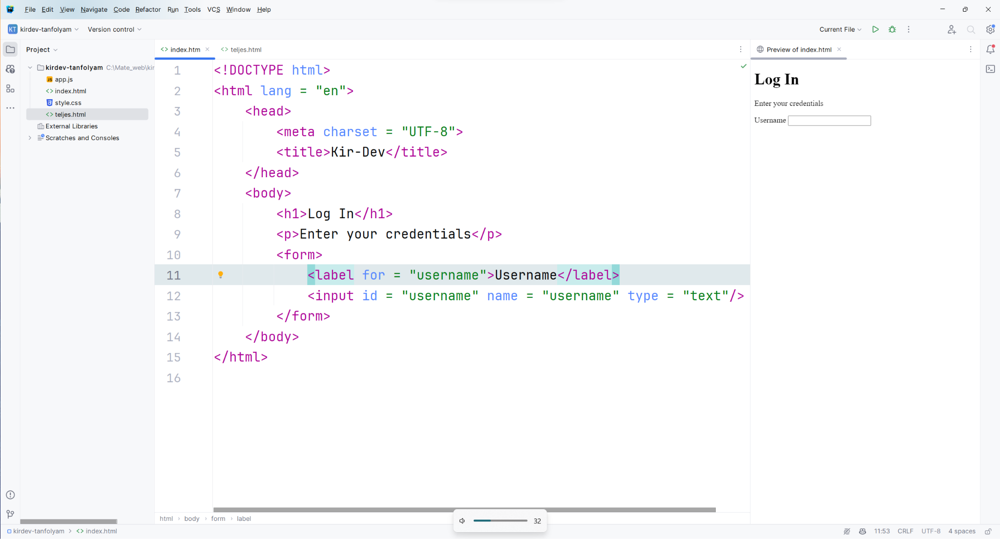 File Edit View Navigate Code Refactor Run Tools VCS Window Help
KT kirdev-tanfolyam Version control Current File
Project
kirdev-tanfolyam C:\Mate_web\kir
JS app.js
<> index.html
style.css
<> teljes.html
External Libraries
Scratches and Consoles
<> index.htm <> teljes.html
1 <!DOCTYPE html>
2 <html lang = "en">
3 <head>
4 <meta charset = "UTF-8">
5 <title>Kir-Dev</title>
6 </head>
7 <body>
8 <h1>Log In</h1>
9 <p>Enter your credentials</p>
10 <form>
11 <label for = "username">Username</label>
12 <input id = "username" name = "username" type = "text"/>
13 </form>
14 </body>
15 </html>
16
Preview of index.html
Log In
Enter your credentials
Username
html › body › form › label
32
kirdev-tanfolyam > <> index.html 11:53 CRLF UTF-8 4 spaces